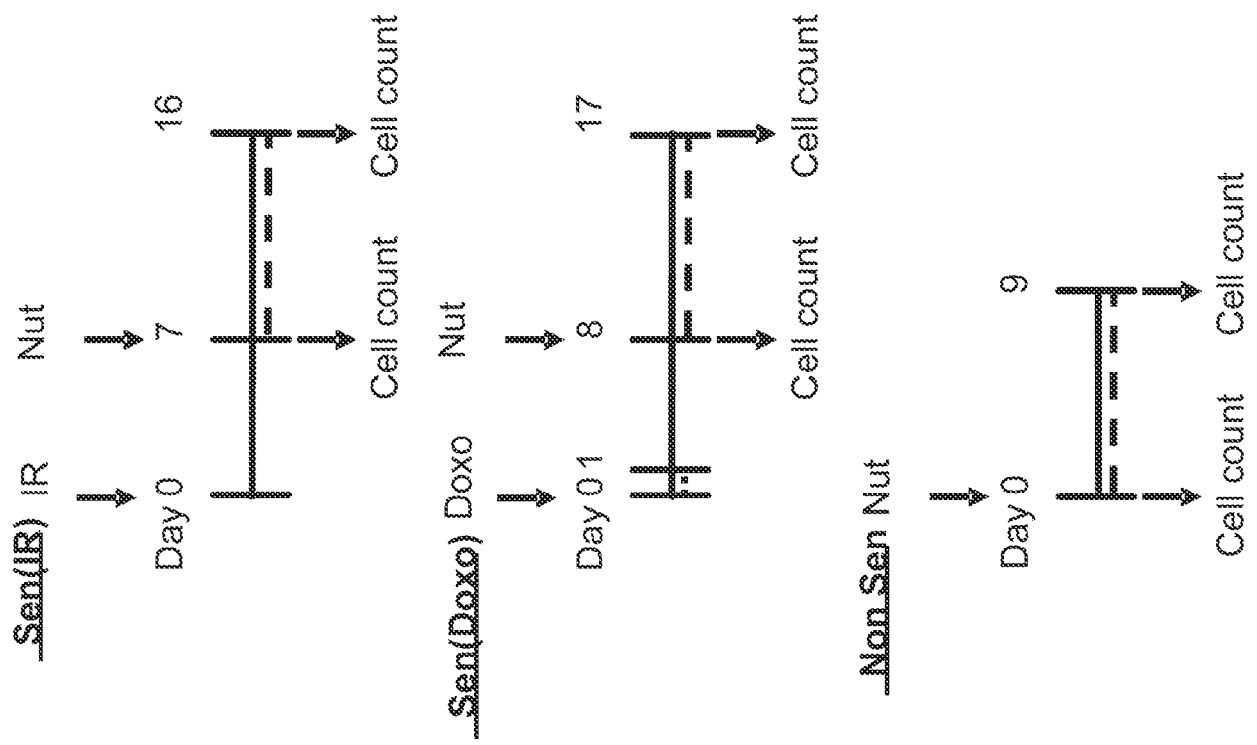 Sen(IR) IR Nut
Day 0 7 16
Cell count Cell count
Sen(Doxo) Doxo Nut
Day 0 1 8 17
Cell count Cell count
Non Sen Nut
Day 0 9
Cell count Cell count